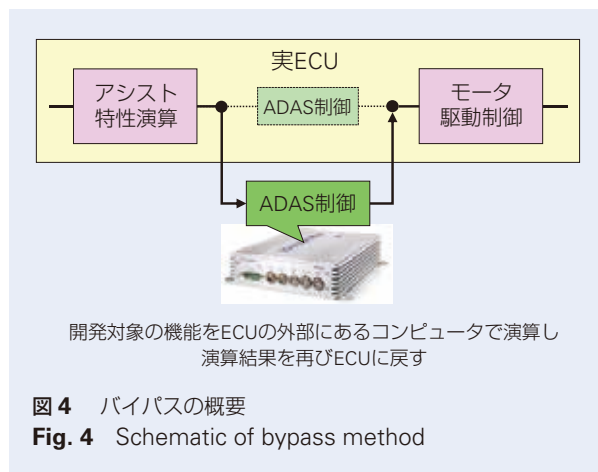 実ECU
アシスト
特性演算
ADAS制御
モータ
駆動制御
ADAS制御
開発対象の機能をECUの外部にあるコンピュータで演算し
演算結果を再びECUに戻す
図 4 バイパスの概要
Fig. 4 Schematic of bypass method